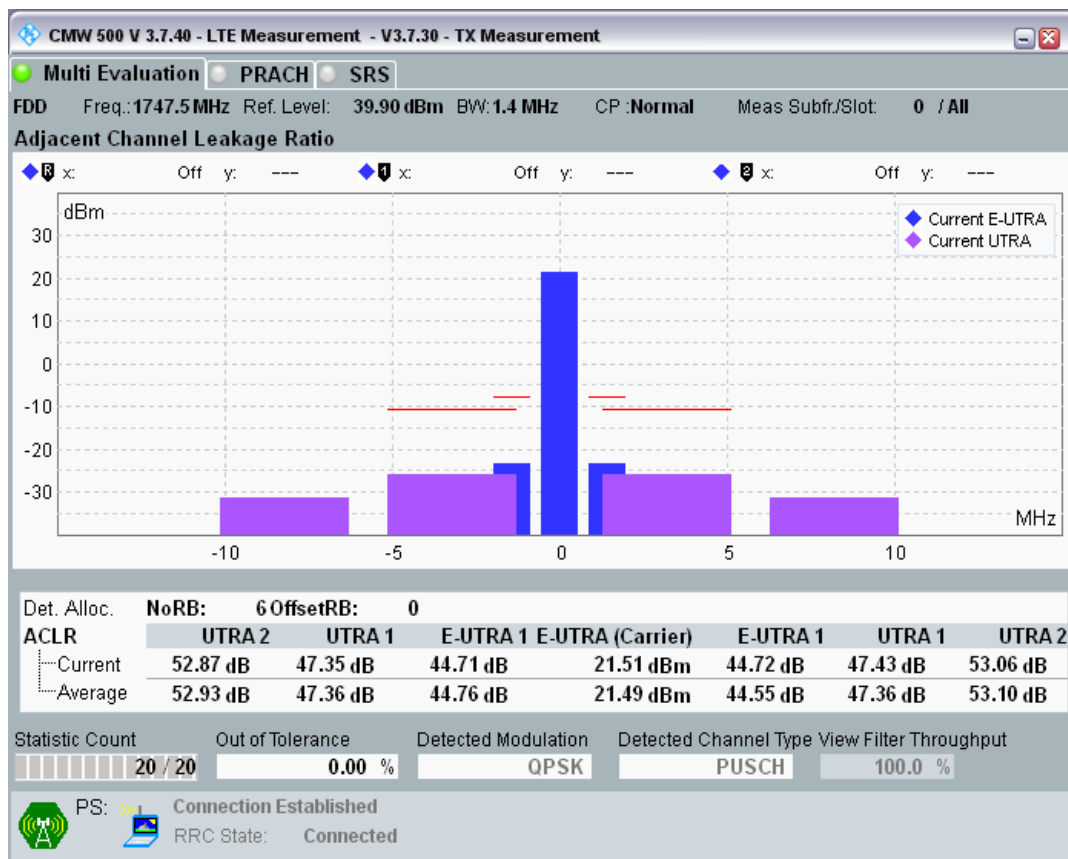 CMW 500 V 3.7.40 - LTE Measurement - V3.7.30 - TX Measurement
Multi Evaluation PRACH SRS
FDD Freq.: 1747.5 MHz Ref. Level: 39.90 dBm BW: 1.4 MHz CP :Normal Meas Subfr./Slot: 0 / All
Adjacent Channel Leakage Ratio
R x: Off y: --- 1 x: Off y: --- 2 x: Off y: ---
dBm
Current E-UTRA
Current UTRA
30
20
10
0
-10
-20
-30
MHz
-10 -5 0 5 10
Det. Alloc. NoRB: 6 OffsetRB: 0
ACLR UTRA 2 UTRA 1 E-UTRA 1 E-UTRA (Carrier) E-UTRA 1 UTRA 1 UTRA 2
Current 52.87 dB 47.35 dB 44.71 dB 21.51 dBm 44.72 dB 47.43 dB 53.06 dB
Average 52.93 dB 47.36 dB 44.76 dB 21.49 dBm 44.55 dB 47.36 dB 53.10 dB
Statistic Count Out of Tolerance Detected Modulation Detected Channel Type View Filter Throughput
20 / 20 0.00 % QPSK PUSCH 100.0 %
PS: Connection Established
RRC State: Connected